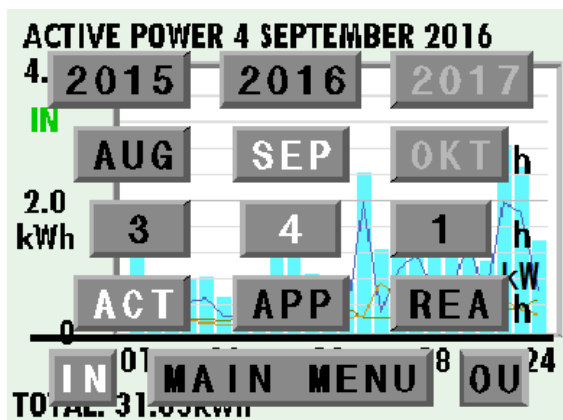 ACTIVE POWER 4 SEPTEMBER 2016
4.
2015 2016 2017
IN
AUG SEP OKT h
2.0
kWh 3 4 1 h
kW
ACT APP REA h
0
01 8 24
IN MAIN MENU OU
TOTAL: